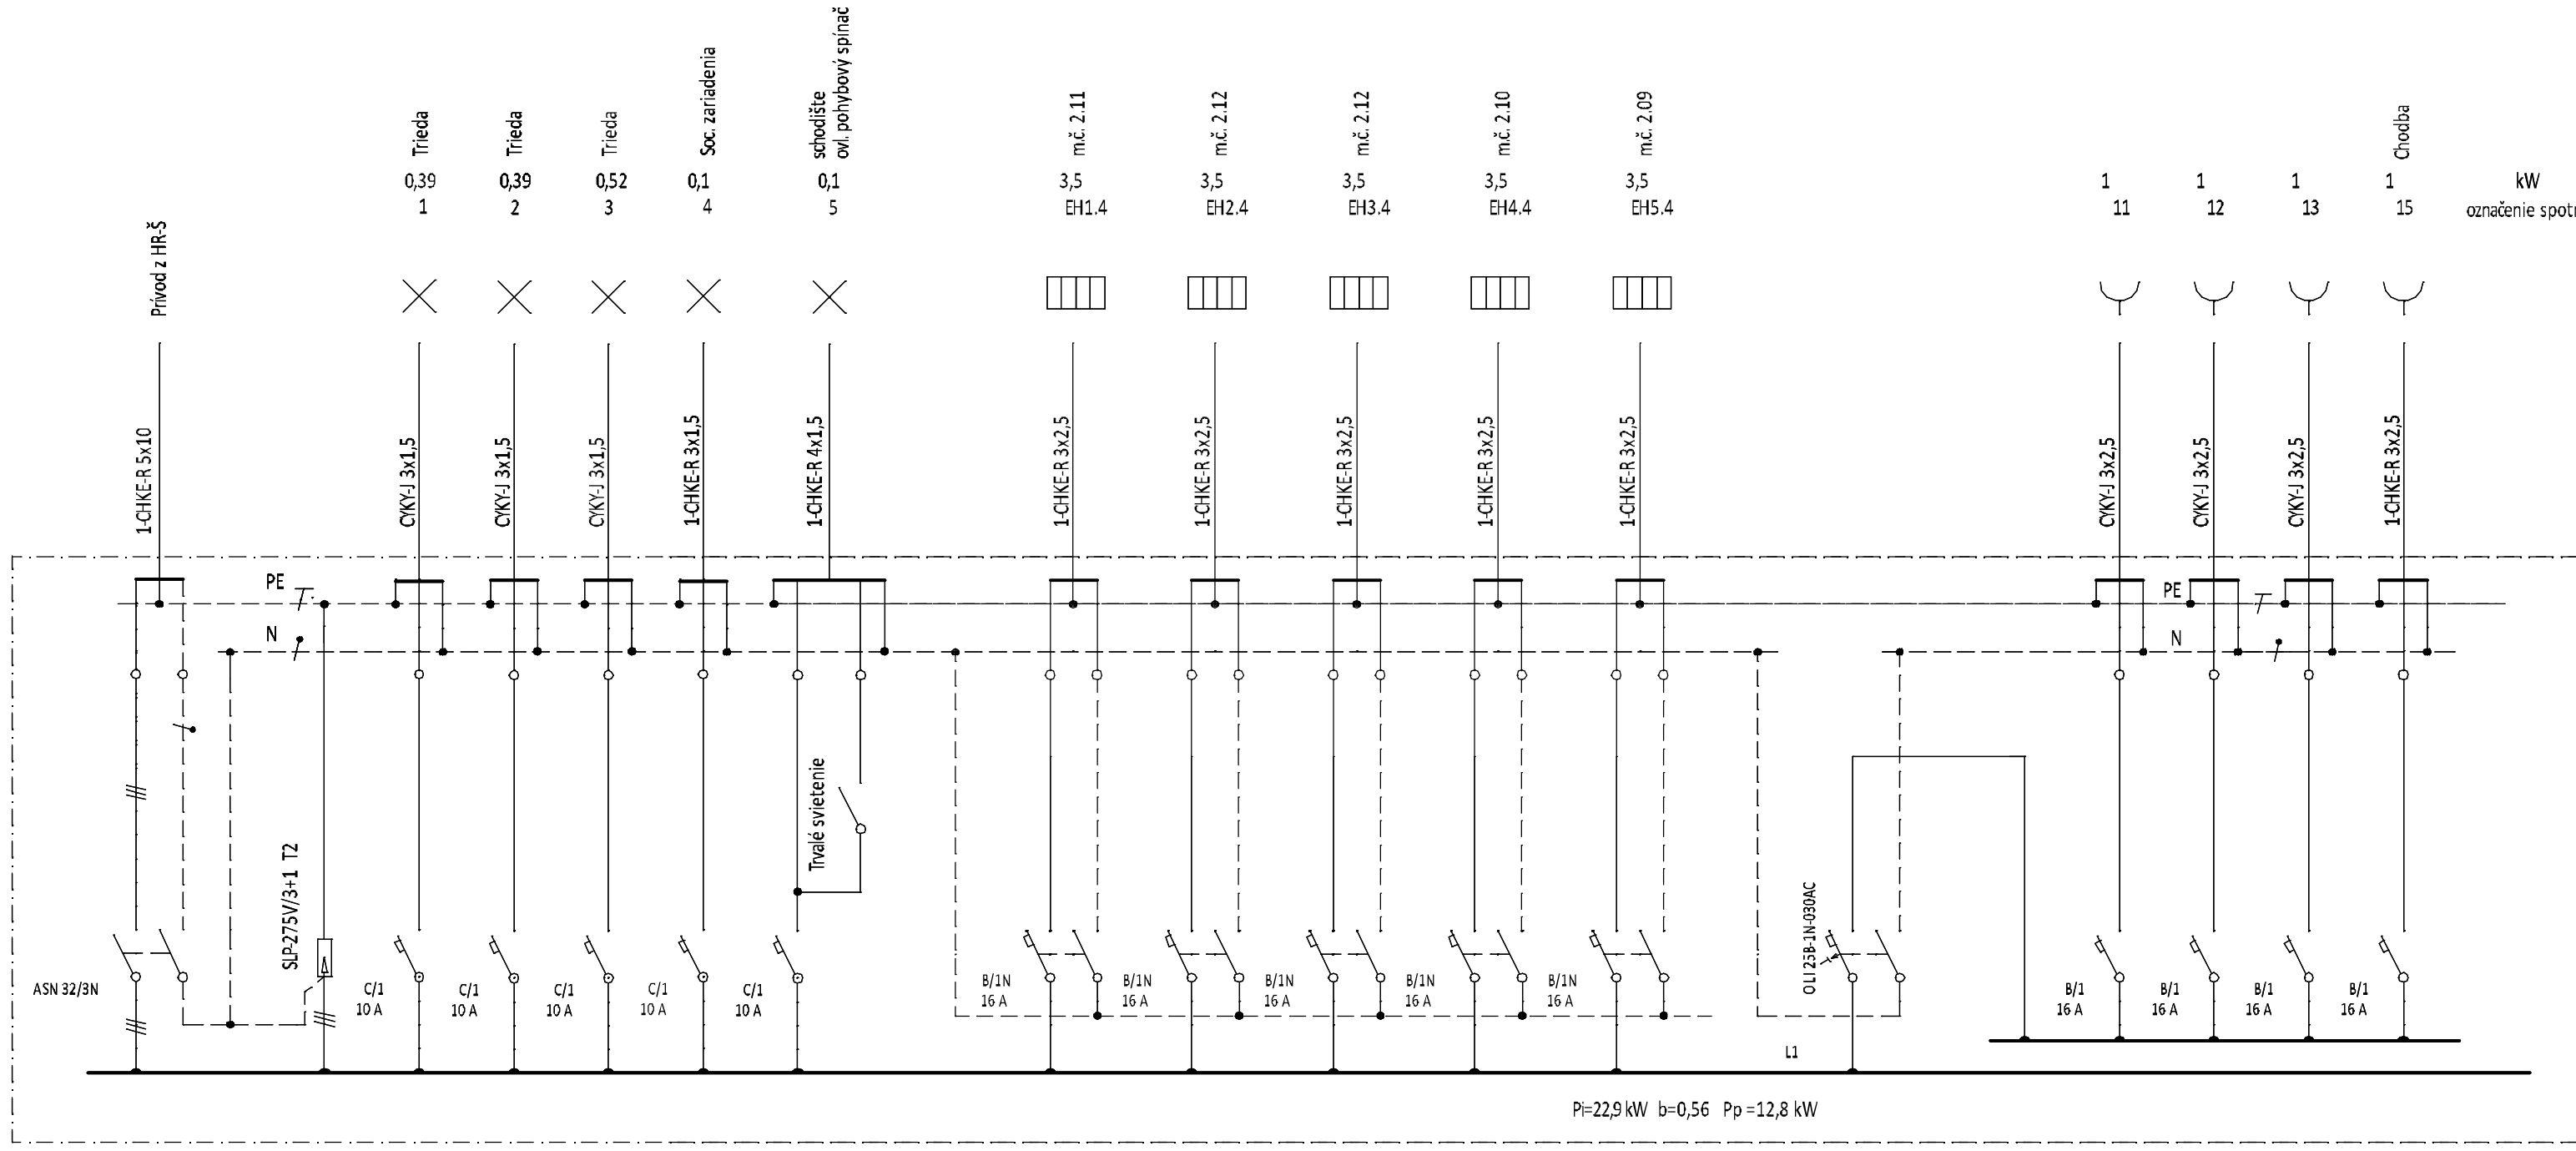 Prívod z HR-Š
Trieda
Trieda
Trieda
Soc. zariadenia
schodište
ovl. pohybový spínač
m.č. 2.11
m.č. 2.12
m.č. 2.12
m.č. 2.10
m.č. 2.09
Chodba
0,39 0,39 0,52 0,1 0,1 3,5 3,5 3,5 3,5 3,5 1 1 1 1 kW
1 2 3 4 5 EH1.4 EH2.4 EH3.4 EH4.4 EH5.4 11 12 13 15 označenie spotr
1-CHKE-R 5x10
CYKY-J 3x1,5
CYKY-J 3x1,5
CYKY-J 3x1,5
1-CHKE-R 3x1,5
1-CHKE-R 4x1,5
1-CHKE-R 3x2,5
1-CHKE-R 3x2,5
1-CHKE-R 3x2,5
1-CHKE-R 3x2,5
1-CHKE-R 3x2,5
CYKY-J 3x2,5
CYKY-J 3x2,5
CYKY-J 3x2,5
1-CHKE-R 3x2,5
PE PE
N N
Trvalé svietenie
SLP-275V/3+1 T2
OLI 25B-1N-030AC
ASN 32/3N
C/1
10 A
C/1
10 A
C/1
10 A
C/1
10 A
C/1
10 A
B/1N
16 A
B/1N
16 A
B/1N
16 A
B/1N
16 A
B/1N
16 A
B/1
16 A
B/1
16 A
B/1
16 A
B/1
16 A
L1
Pi=22,9 kW b=0,56 Pp =12,8 kW